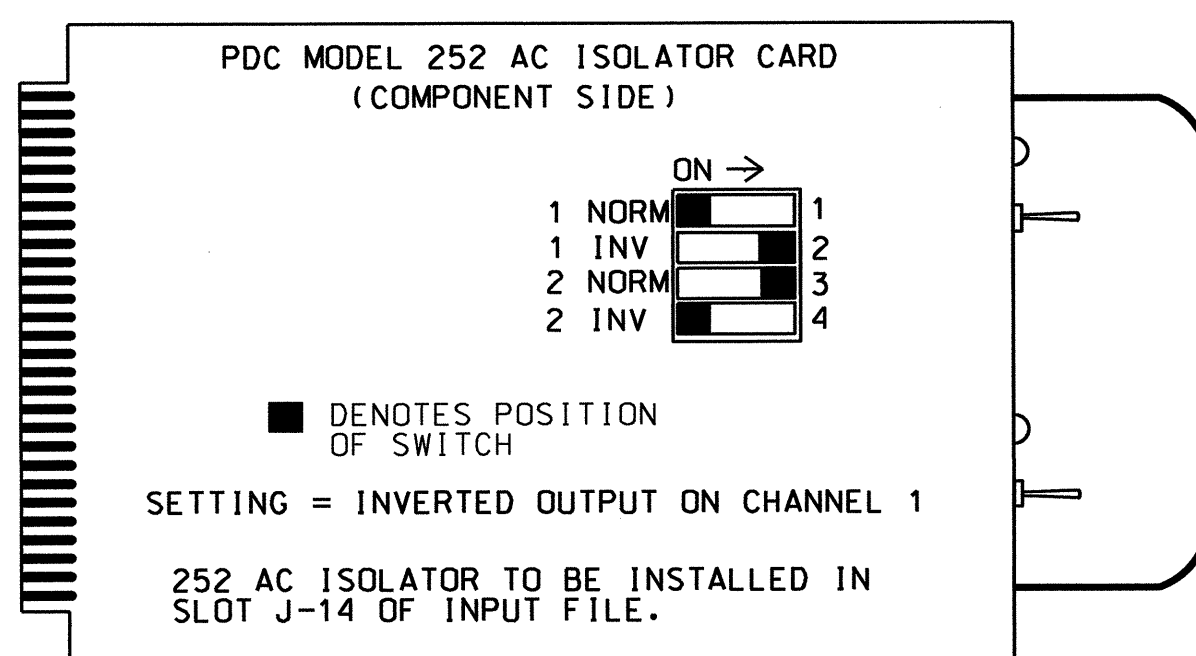 PDC MODEL 252 AC ISOLATOR CARD
(COMPONENT SIDE)
ON →
1 NORM 1
1 INV 2
2 NORM 3
2 INV 4
DENOTES POSITION
OF SWITCH
SETTING = INVERTED OUTPUT ON CHANNEL 1
252 AC ISOLATOR TO BE INSTALLED IN
SLOT J-14 OF INPUT FILE.